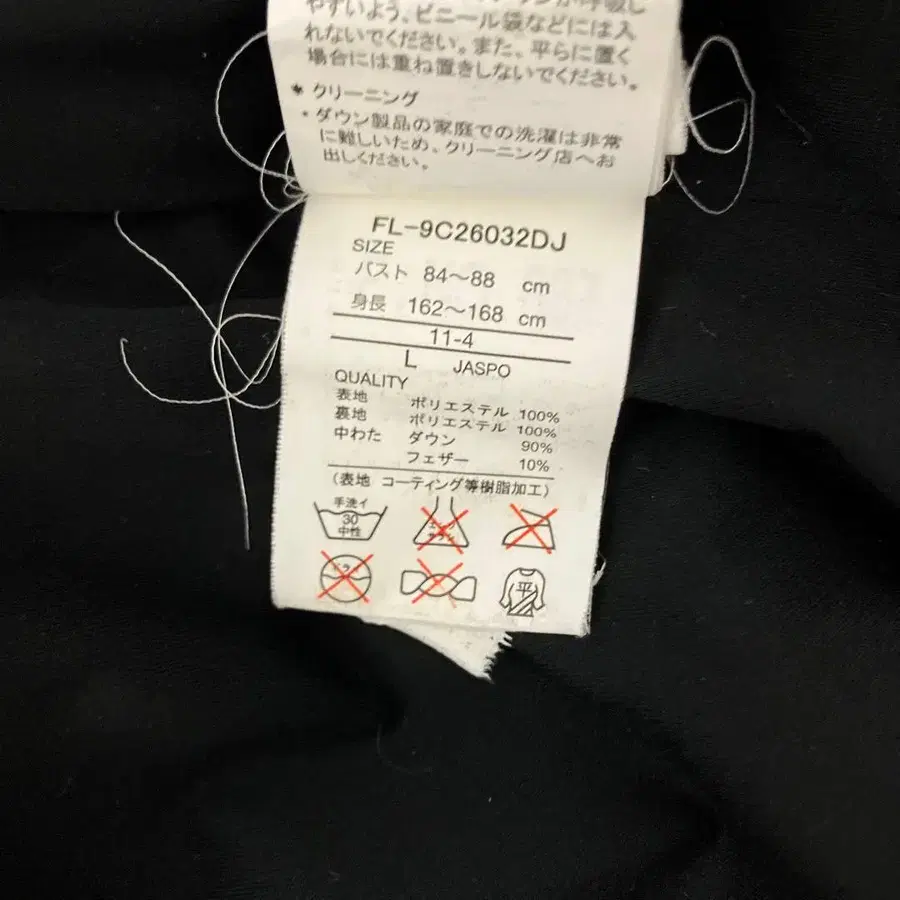 やすいよう、ビニール袋などには入
れないでください。また、平らに置く
場合には重ね置きしないでください。
* クリーニング
・ダウン製品の家庭での洗濯は非常
に難しいため、クリーニング店へお
出しください。
FL-9C26032DJ
SIZE
バスト 84～88 cm
身長 162～168 cm
11-4
L JASPO
QUALITY
表地 ポリエステル 100%
裏地 ポリエステル 100%
中わた ダウン 90%
フェザー 10%
(表地 コーティング等樹脂加工)
手洗イ
30
中性
平